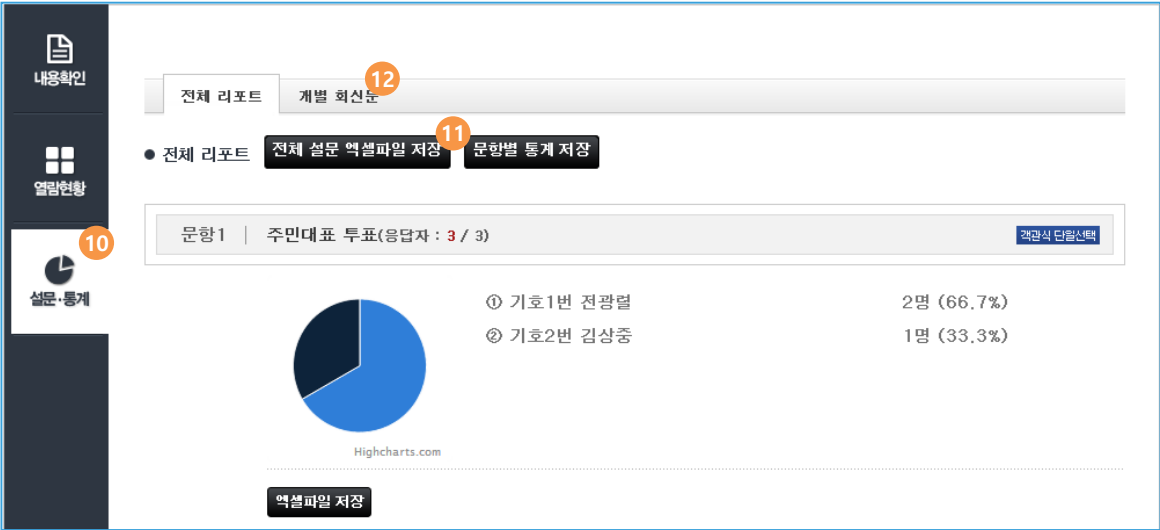 내용확인
열람현황
10
설문·통계
12
전체 리포트 개별 회신문
11
● 전체 리포트 전체 설문 엑셀파일 저장 문항별 통계 저장
문항1 | 주민대표 투표(응답자 : 3 / 3) 객관식 단일선택
① 기호1번 전광렬 2명 (66.7%)
② 기호2번 김상중 1명 (33.3%)
Highcharts.com
엑셀파일 저장